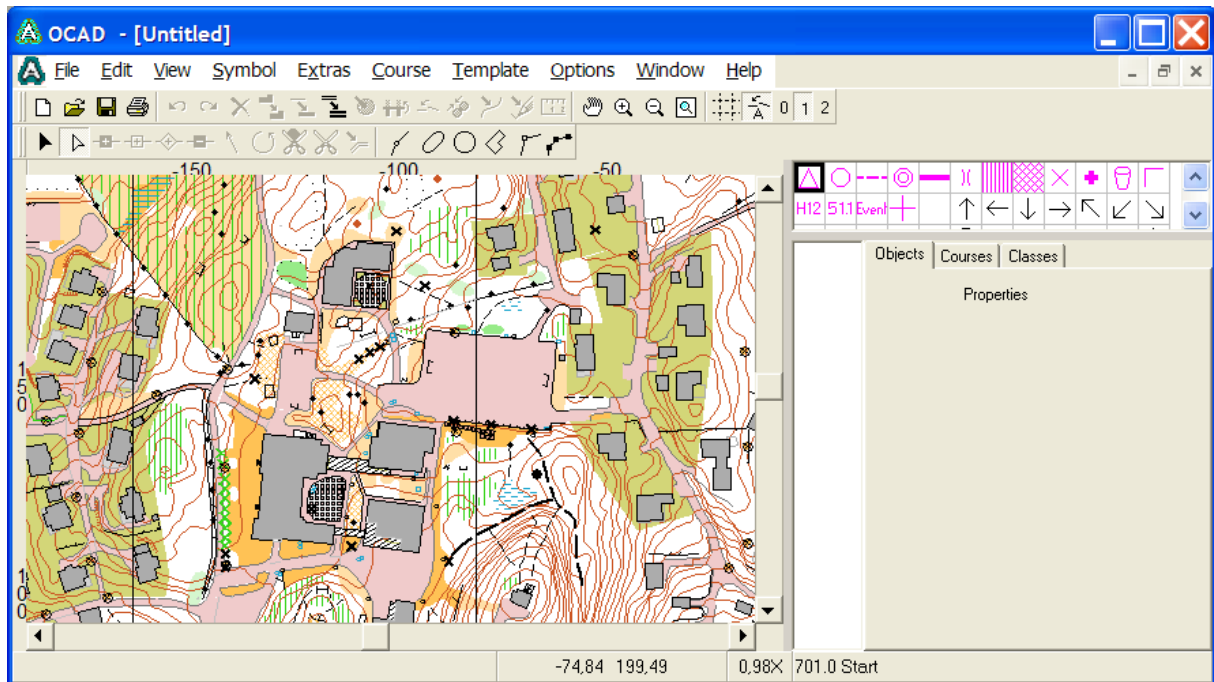 OCAD - [Untitled]
File Edit View Symbol Extras Course Template Options Window Help
A 0 1 2
-150 -100 -50
H12 51.1 Event
Objects Courses Classes
Properties
150
100
-74,84 199,49 0,98X 701.0 Start